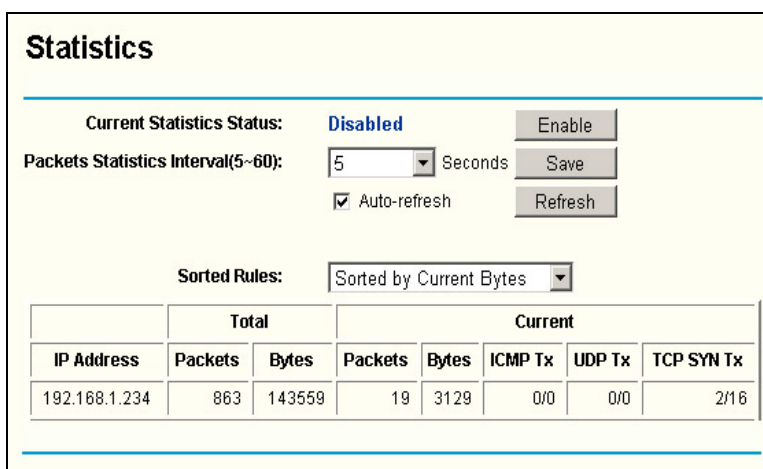 Statistics
Current Statistics Status: Disabled Enable
Packets Statistics Interval(5~60): 5 Seconds Save
Auto-refresh Refresh
Sorted Rules: Sorted by Current Bytes
Total Current
IP Address Packets Bytes Packets Bytes ICMP Tx UDP Tx TCP SYN Tx
192.168.1.234 863 143559 19 3129 0/0 0/0 2/16